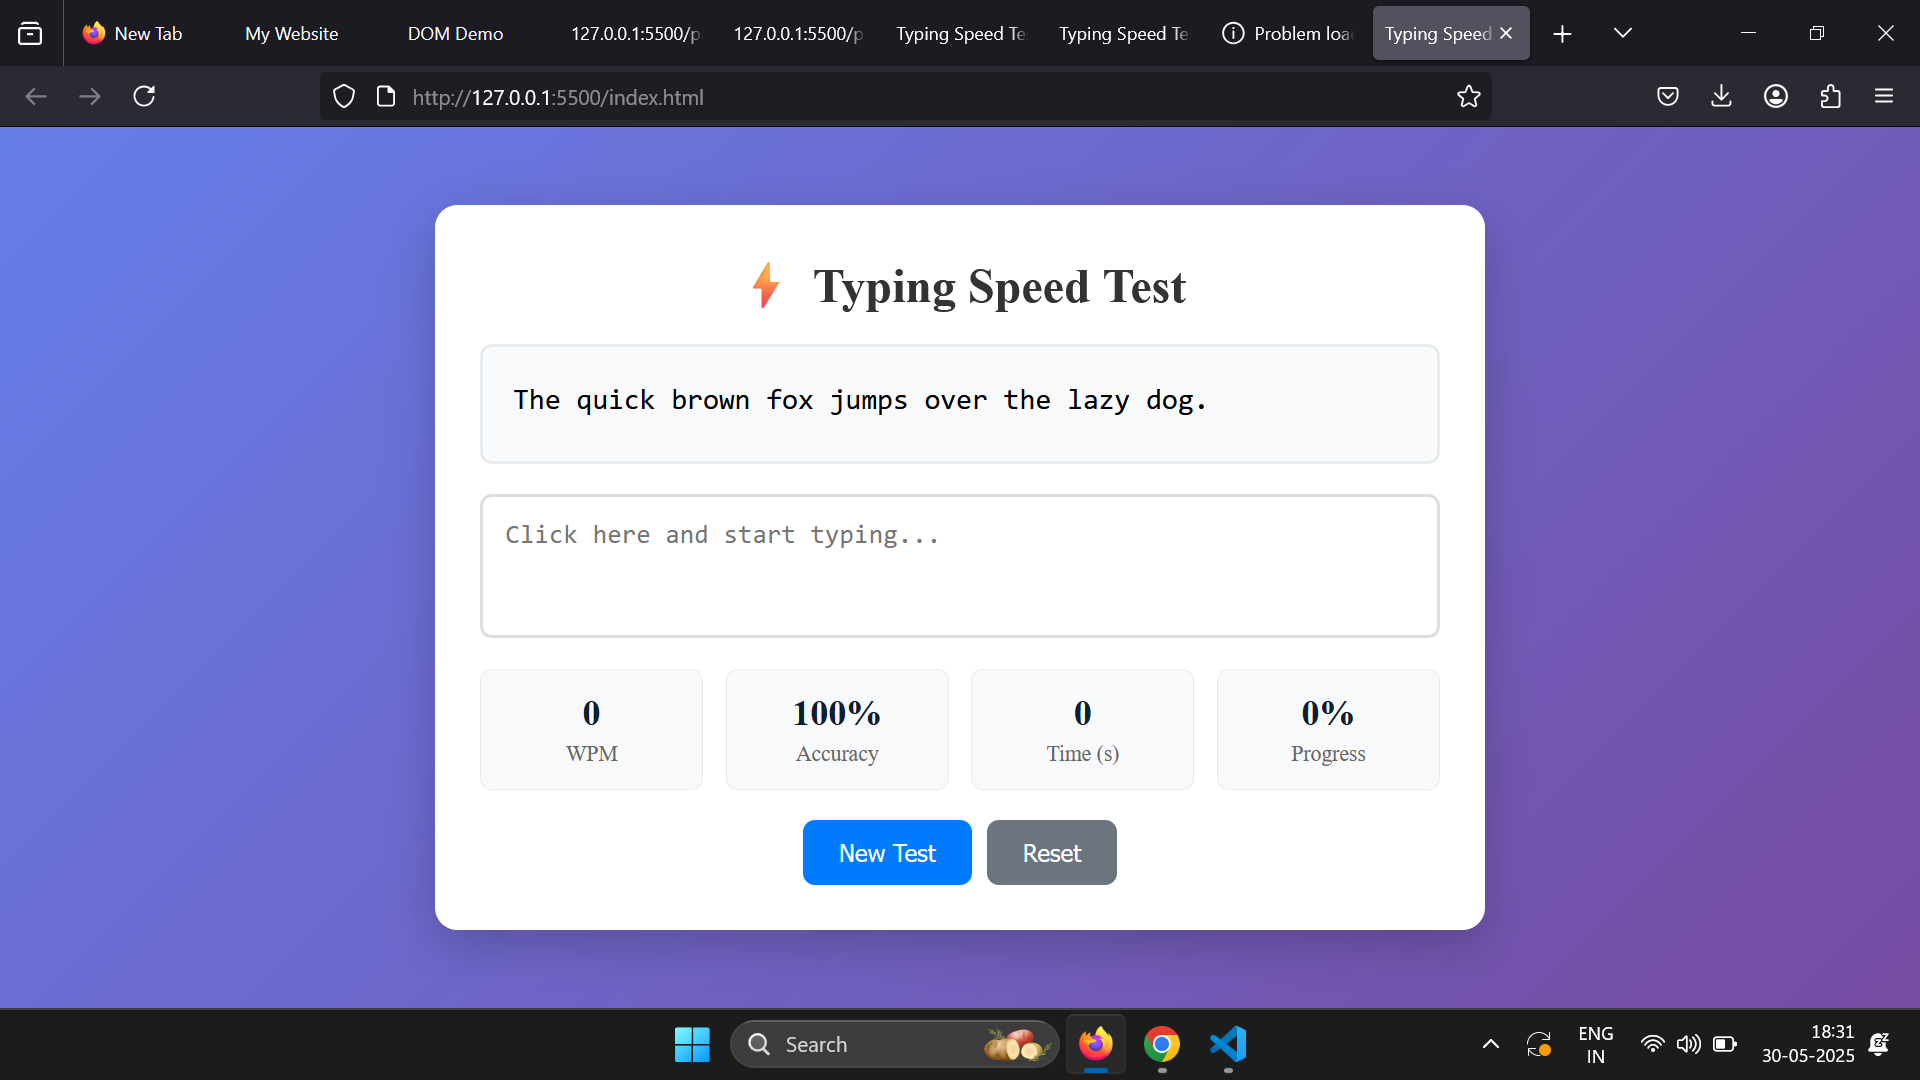 New Tab
My Website
DOM Demo
127.0.0.1:5500/p
127.0.0.1:5500/p
Typing Speed Te
Typing Speed Te
Problem loa
Typing Speed
http://127.0.0.1:5500/index.html
Typing Speed Test
The quick brown fox jumps over the lazy dog.
Click here and start typing...
0
WPM
100%
Accuracy
0
Time (s)
0%
Progress
New Test
Reset
Search
ENG
IN
18:31
30-05-2025